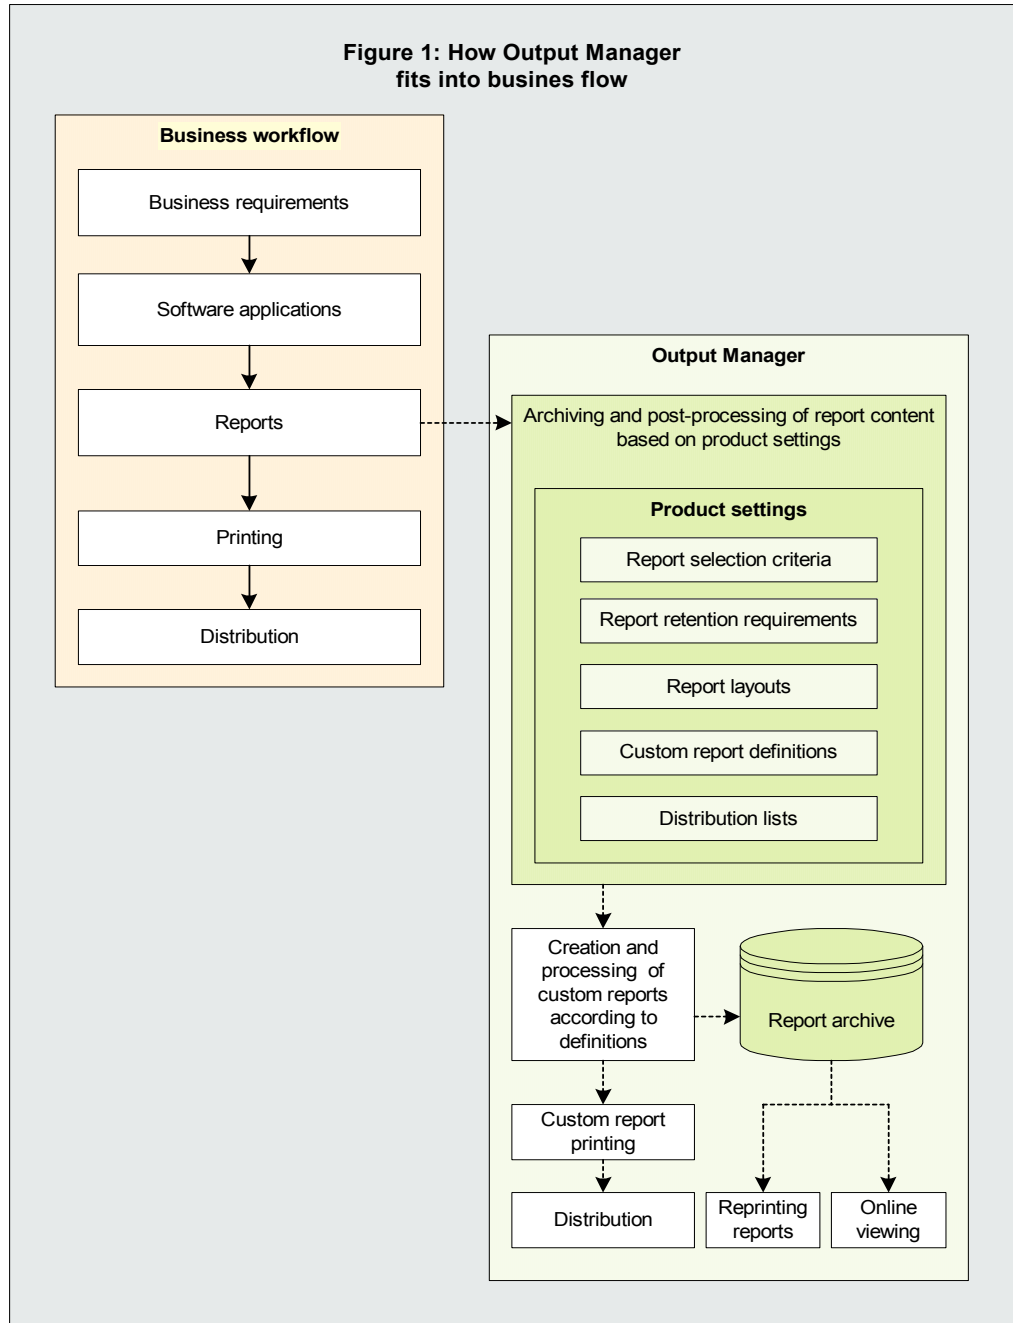 Figure 1: How Output Manager
fits into busines flow
Business workflow
Business requirements
Software applications
Reports
Printing
Distribution
Output Manager
Archiving and post-processing of report content
based on product settings
Product settings
Report selection criteria
Report retention requirements
Report layouts
Custom report definitions
Distribution lists
Creation and
processing of
custom reports
according to
definitions
Report archive
Custom report
printing
Distribution
Reprinting
reports
Online
viewing